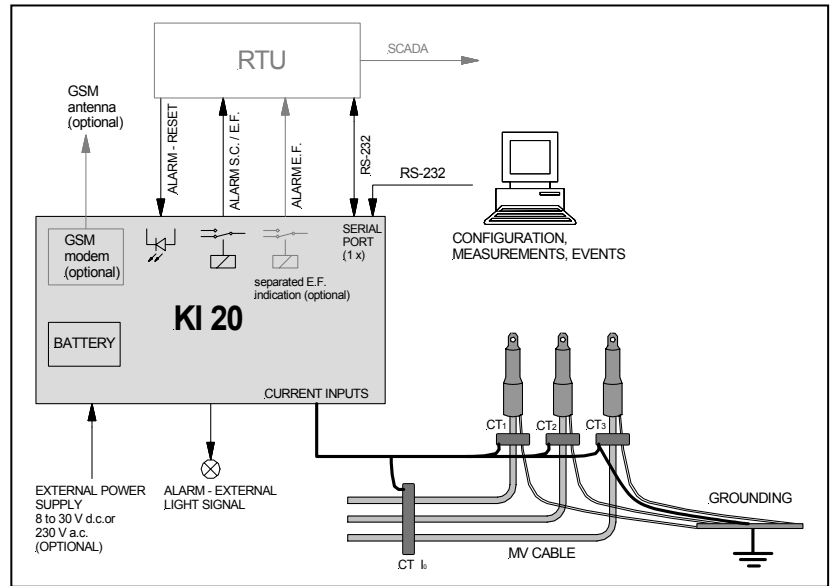 RTU
SCADA
GSM
antenna
(optional)
ALARM - RESET
ALARM S.C. / E.F.
ALARM E.F.
RS-232
RS-232
CONFIGURATION,
MEASUREMENTS, EVENTS
GSM
modem
(optional)
SERIAL
PORT
(1 x)
separated E.F.
indication (optional)
KI 20
BATTERY
CURRENT INPUTS
EXTERNAL POWER
SUPPLY
8 to 30 V d.c.or
230 V a.c.
(OPTIONAL)
ALARM - EXTERNAL
LIGHT SIGNAL
CT1
CT2
CT3
GROUNDING
MV CABLE
CT I0